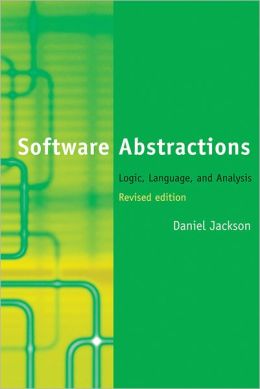 Software Abstractions
Logic, Language, and Analysis
Revised edition
Daniel Jackson